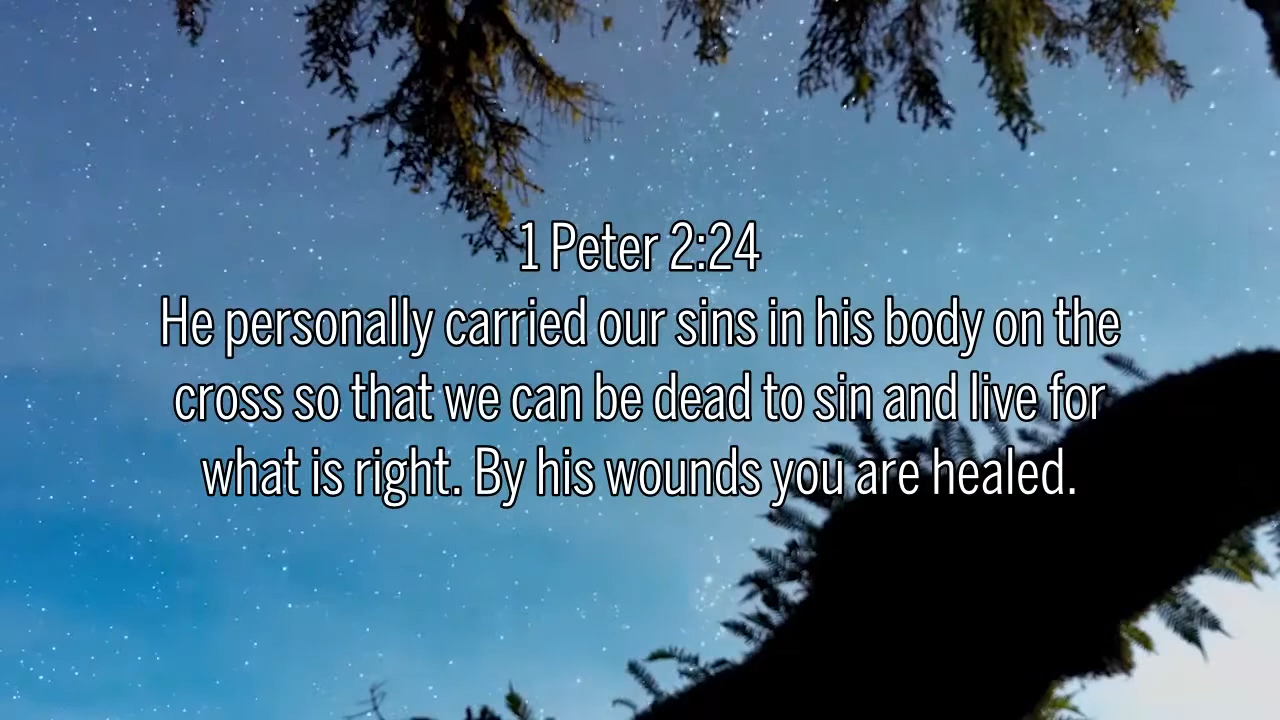 1 Peter 2:24
He personally carried our sins in his body on the
cross so that we can be dead to sin and live for
what is right. By his wounds you are healed.